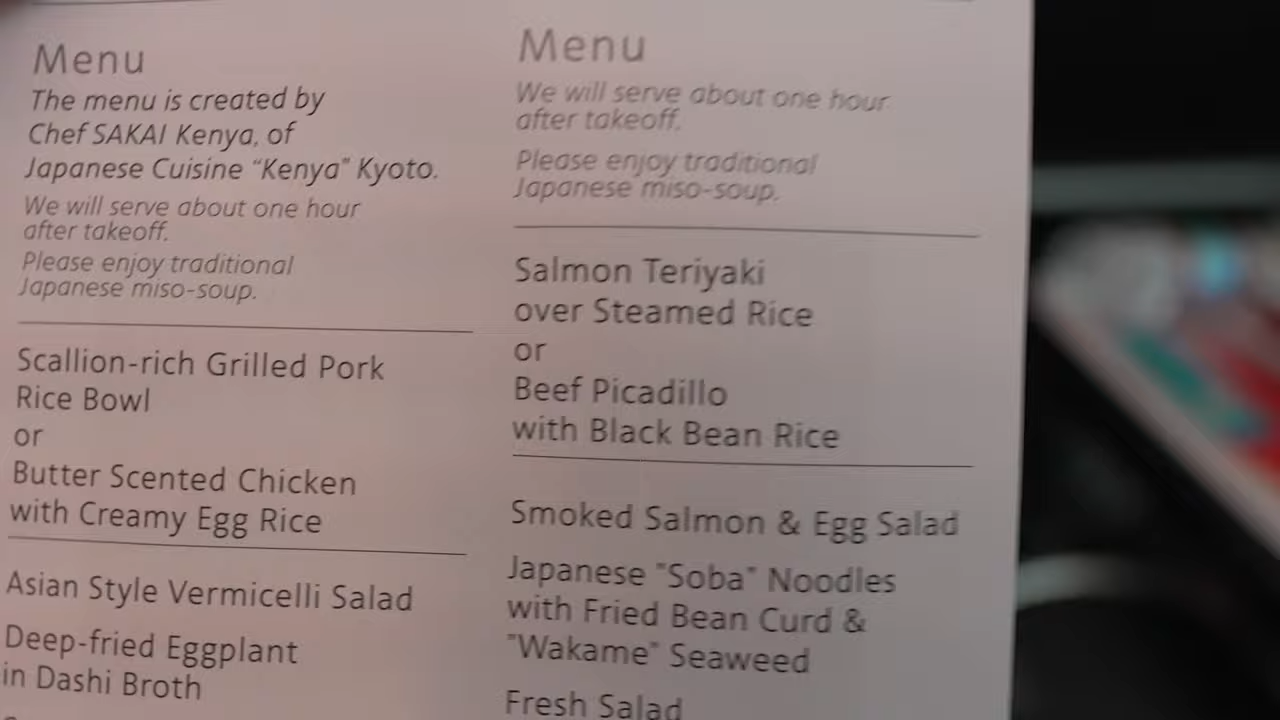 Menu
The menu is created by
Chef SAKAI Kenya, of
Japanese Cuisine "Kenya" Kyoto.
We will serve about one hour
after takeoff.
Please enjoy traditional
Japanese miso-soup.
Scallion-rich Grilled Pork
Rice Bowl
or
Butter Scented Chicken
with Creamy Egg Rice
Asian Style Vermicelli Salad
Deep-fried Eggplant
in Dashi Broth
Menu
We will serve about one hour
after takeoff.
Please enjoy traditional
Japanese miso-soup.
Salmon Teriyaki
over Steamed Rice
or
Beef Picadillo
with Black Bean Rice
Smoked Salmon & Egg Salad
Japanese "Soba" Noodles
with Fried Bean Curd &
"Wakame" Seaweed
Fresh Salad